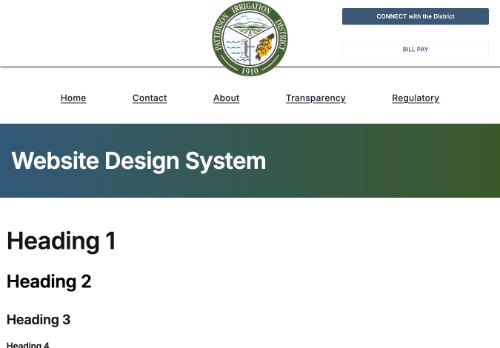 PATTERSON IRRIGATION DISTRICT
1910
CONNECT with the District
BILL PAY
Home Contact About Transparency Regulatory
Website Design System
Heading 1
Heading 2
Heading 3
Heading 4